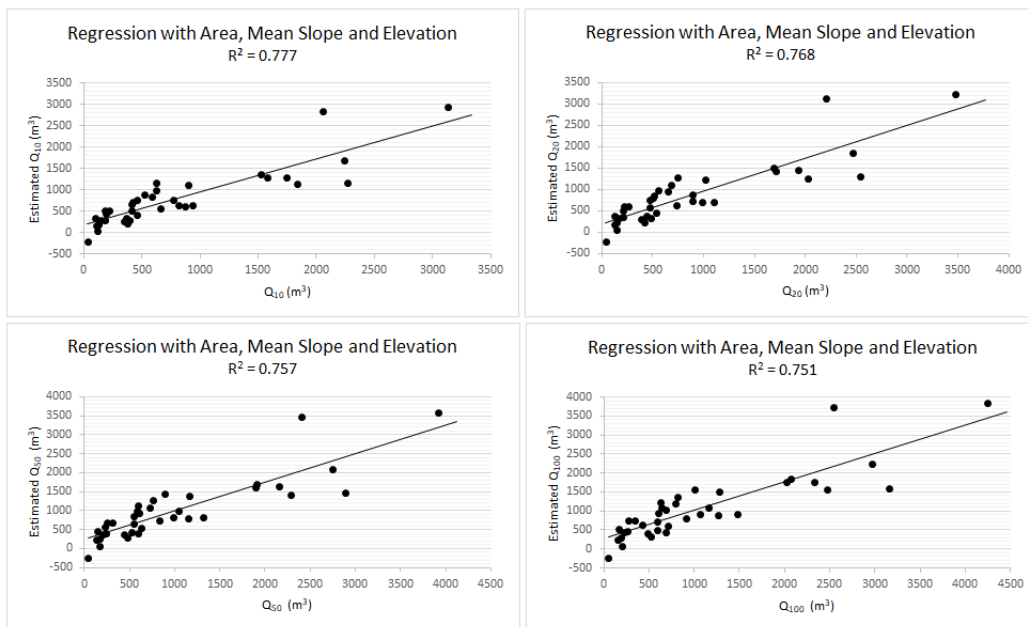 Regression with Area, Mean Slope and Elevation
R² = 0.777
3500
3000
2500
2000
1500
1000
500
0
-500
Estimated Q₁₀ (m³)
0 500 1000 1500 2000 2500 3000 3500
Q₁₀ (m³)
Regression with Area, Mean Slope and Elevation
R² = 0.768
3500
3000
2500
2000
1500
1000
500
0
-500
Estimated Q₂₀ (m³)
0 500 1000 1500 2000 2500 3000 3500 4000
Q₂₀ (m³)
Regression with Area, Mean Slope and Elevation
R² = 0.757
4000
3500
3000
2500
2000
1500
1000
500
0
-500
Estimated Q₅₀ (m³)
0 500 1000 1500 2000 2500 3000 3500 4000 4500
Q₅₀ (m³)
Regression with Area, Mean Slope and Elevation
R² = 0.751
4000
3500
3000
2500
2000
1500
1000
500
0
-500
Estimated Q₁₀₀ (m³)
0 500 1000 1500 2000 2500 3000 3500 4000 4500
Q₁₀₀ (m³)